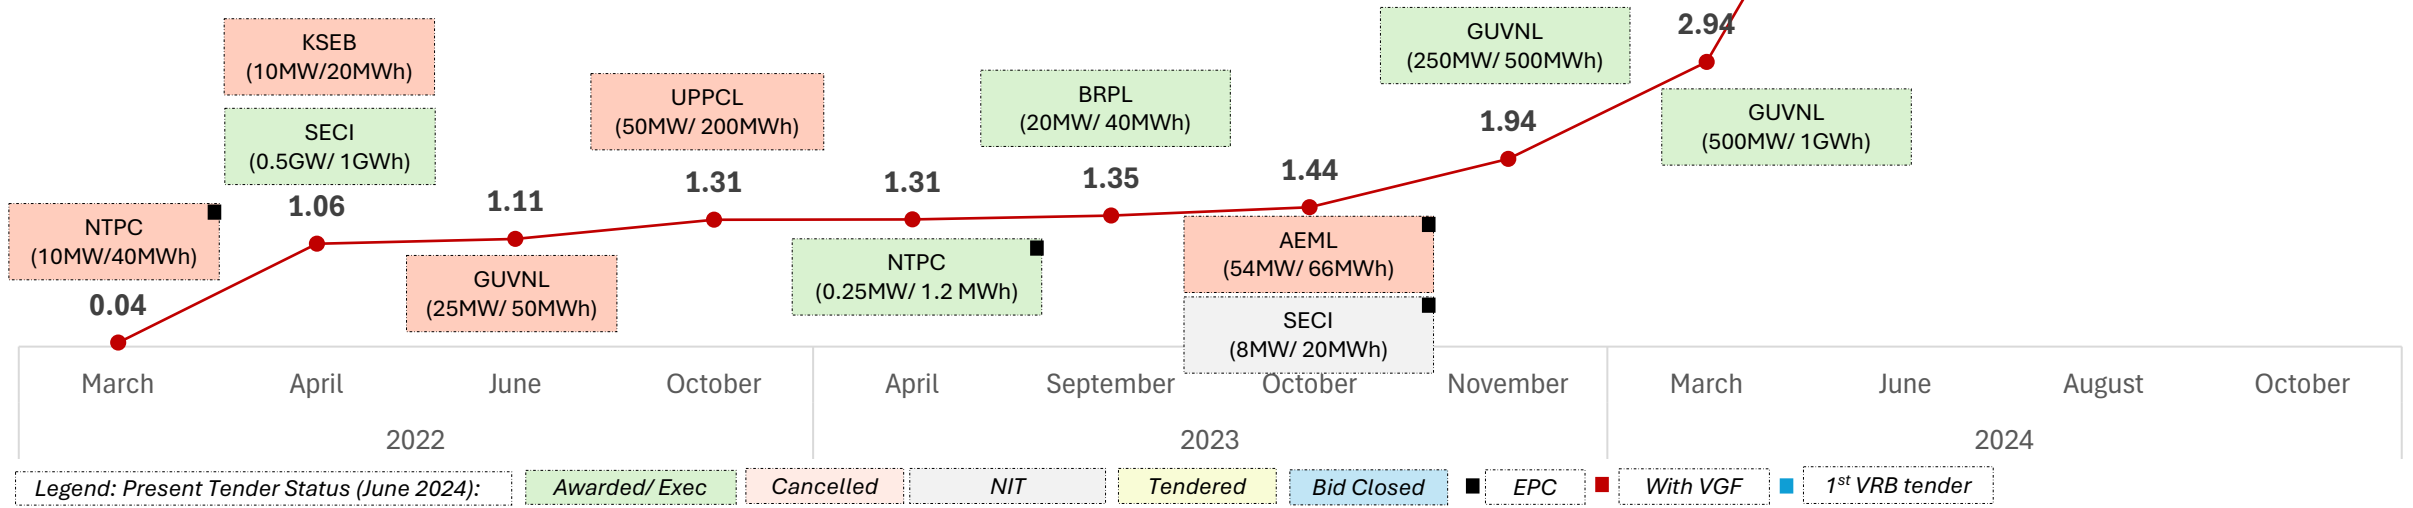 KSEB
(10MW/20MWh)
SECI
(0.5GW/ 1GWh)
NTPC
(10MW/40MWh)
0.04
1.06
1.11
GUVNL
(25MW/ 50MWh)
UPPCL
(50MW/ 200MWh)
1.31
1.31
NTPC
(0.25MW/ 1.2 MWh)
BRPL
(20MW/ 40MWh)
1.35
1.44
AEML
(54MW/ 66MWh)
SECI
(8MW/ 20MWh)
GUVNL
(250MW/ 500MWh)
1.94
2.94
GUVNL
(500MW/ 1GWh)
March April June October April September October November March June August October
2022 2023 2024
Legend: Present Tender Status (June 2024): Awarded/ Exec Cancelled NIT Tendered Bid Closed EPC With VGF 1st VRB tender